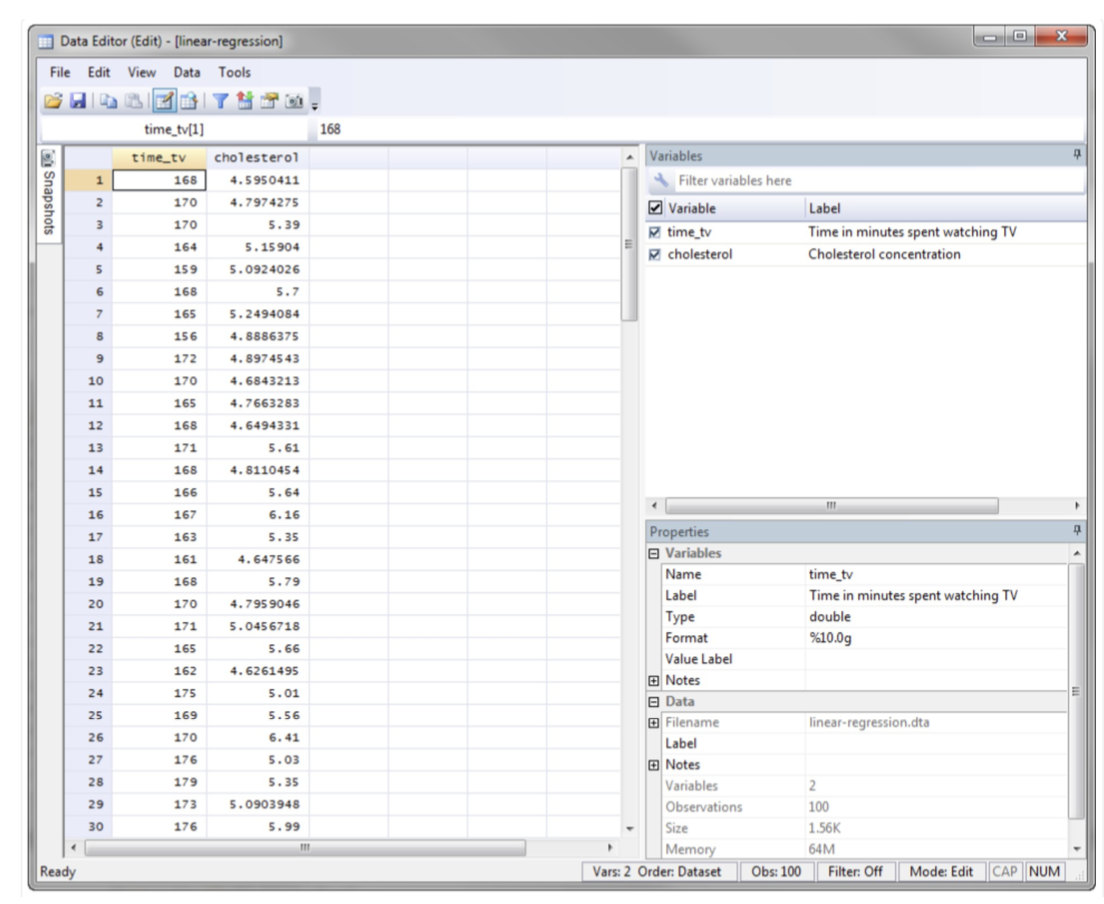 Data Editor (Edit) - [linear-regression]
File Edit View Data Tools
time_tv[1] 168
Snapshots
time_tv cholesterol
1 168 4.5950411
2 170 4.7974275
3 170 5.39
4 164 5.15904
5 159 5.0924026
6 168 5.7
7 165 5.2494084
8 156 4.8886375
9 172 4.8974543
10 170 4.6843213
11 165 4.7663283
12 168 4.6494331
13 171 5.61
14 168 4.8110454
15 166 5.64
16 167 6.16
17 163 5.35
18 161 4.647566
19 168 5.79
20 170 4.7959046
21 171 5.0456718
22 165 5.66
23 162 4.6261495
24 175 5.01
25 169 5.56
26 170 6.41
27 176 5.03
28 179 5.35
29 173 5.0903948
30 176 5.99
Variables
Filter variables here
Variable Label
time_tv Time in minutes spent watching TV
cholesterol Cholesterol concentration
Properties
Variables
Name time_tv
Label Time in minutes spent watching TV
Type double
Format %10.0g
Value Label
Notes
Data
Filename linear-regression.dta
Label
Notes
Variables 2
Observations 100
Size 1.56K
Memory 64M
Ready Vars: 2 Order: Dataset Obs: 100 Filter: Off Mode: Edit CAP NUM